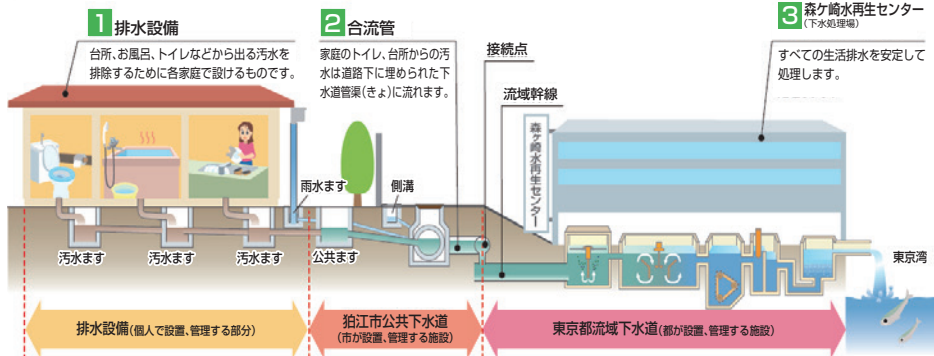 1 排水設備
台所、お風呂、トイレなどから出る汚水を
排除するために各家庭で設けるものです。
2 合流管
家庭のトイレ、台所からの汚
水は道路下に埋められた下
水道管渠(きょ)に流れます。
接続点
流域幹線
3 森ケ崎水再生センター
(下水処理場)
すべての生活排水を安定して
処理します。
森ヶ崎水再生センター
雨水ます
側溝
汚水ます
汚水ます
汚水ます
公共ます
東京湾
排水設備(個人で設置、管理する部分)
狛江市公共下水道
(市が設置、管理する施設)
東京都流域下水道(都が設置、管理する施設)